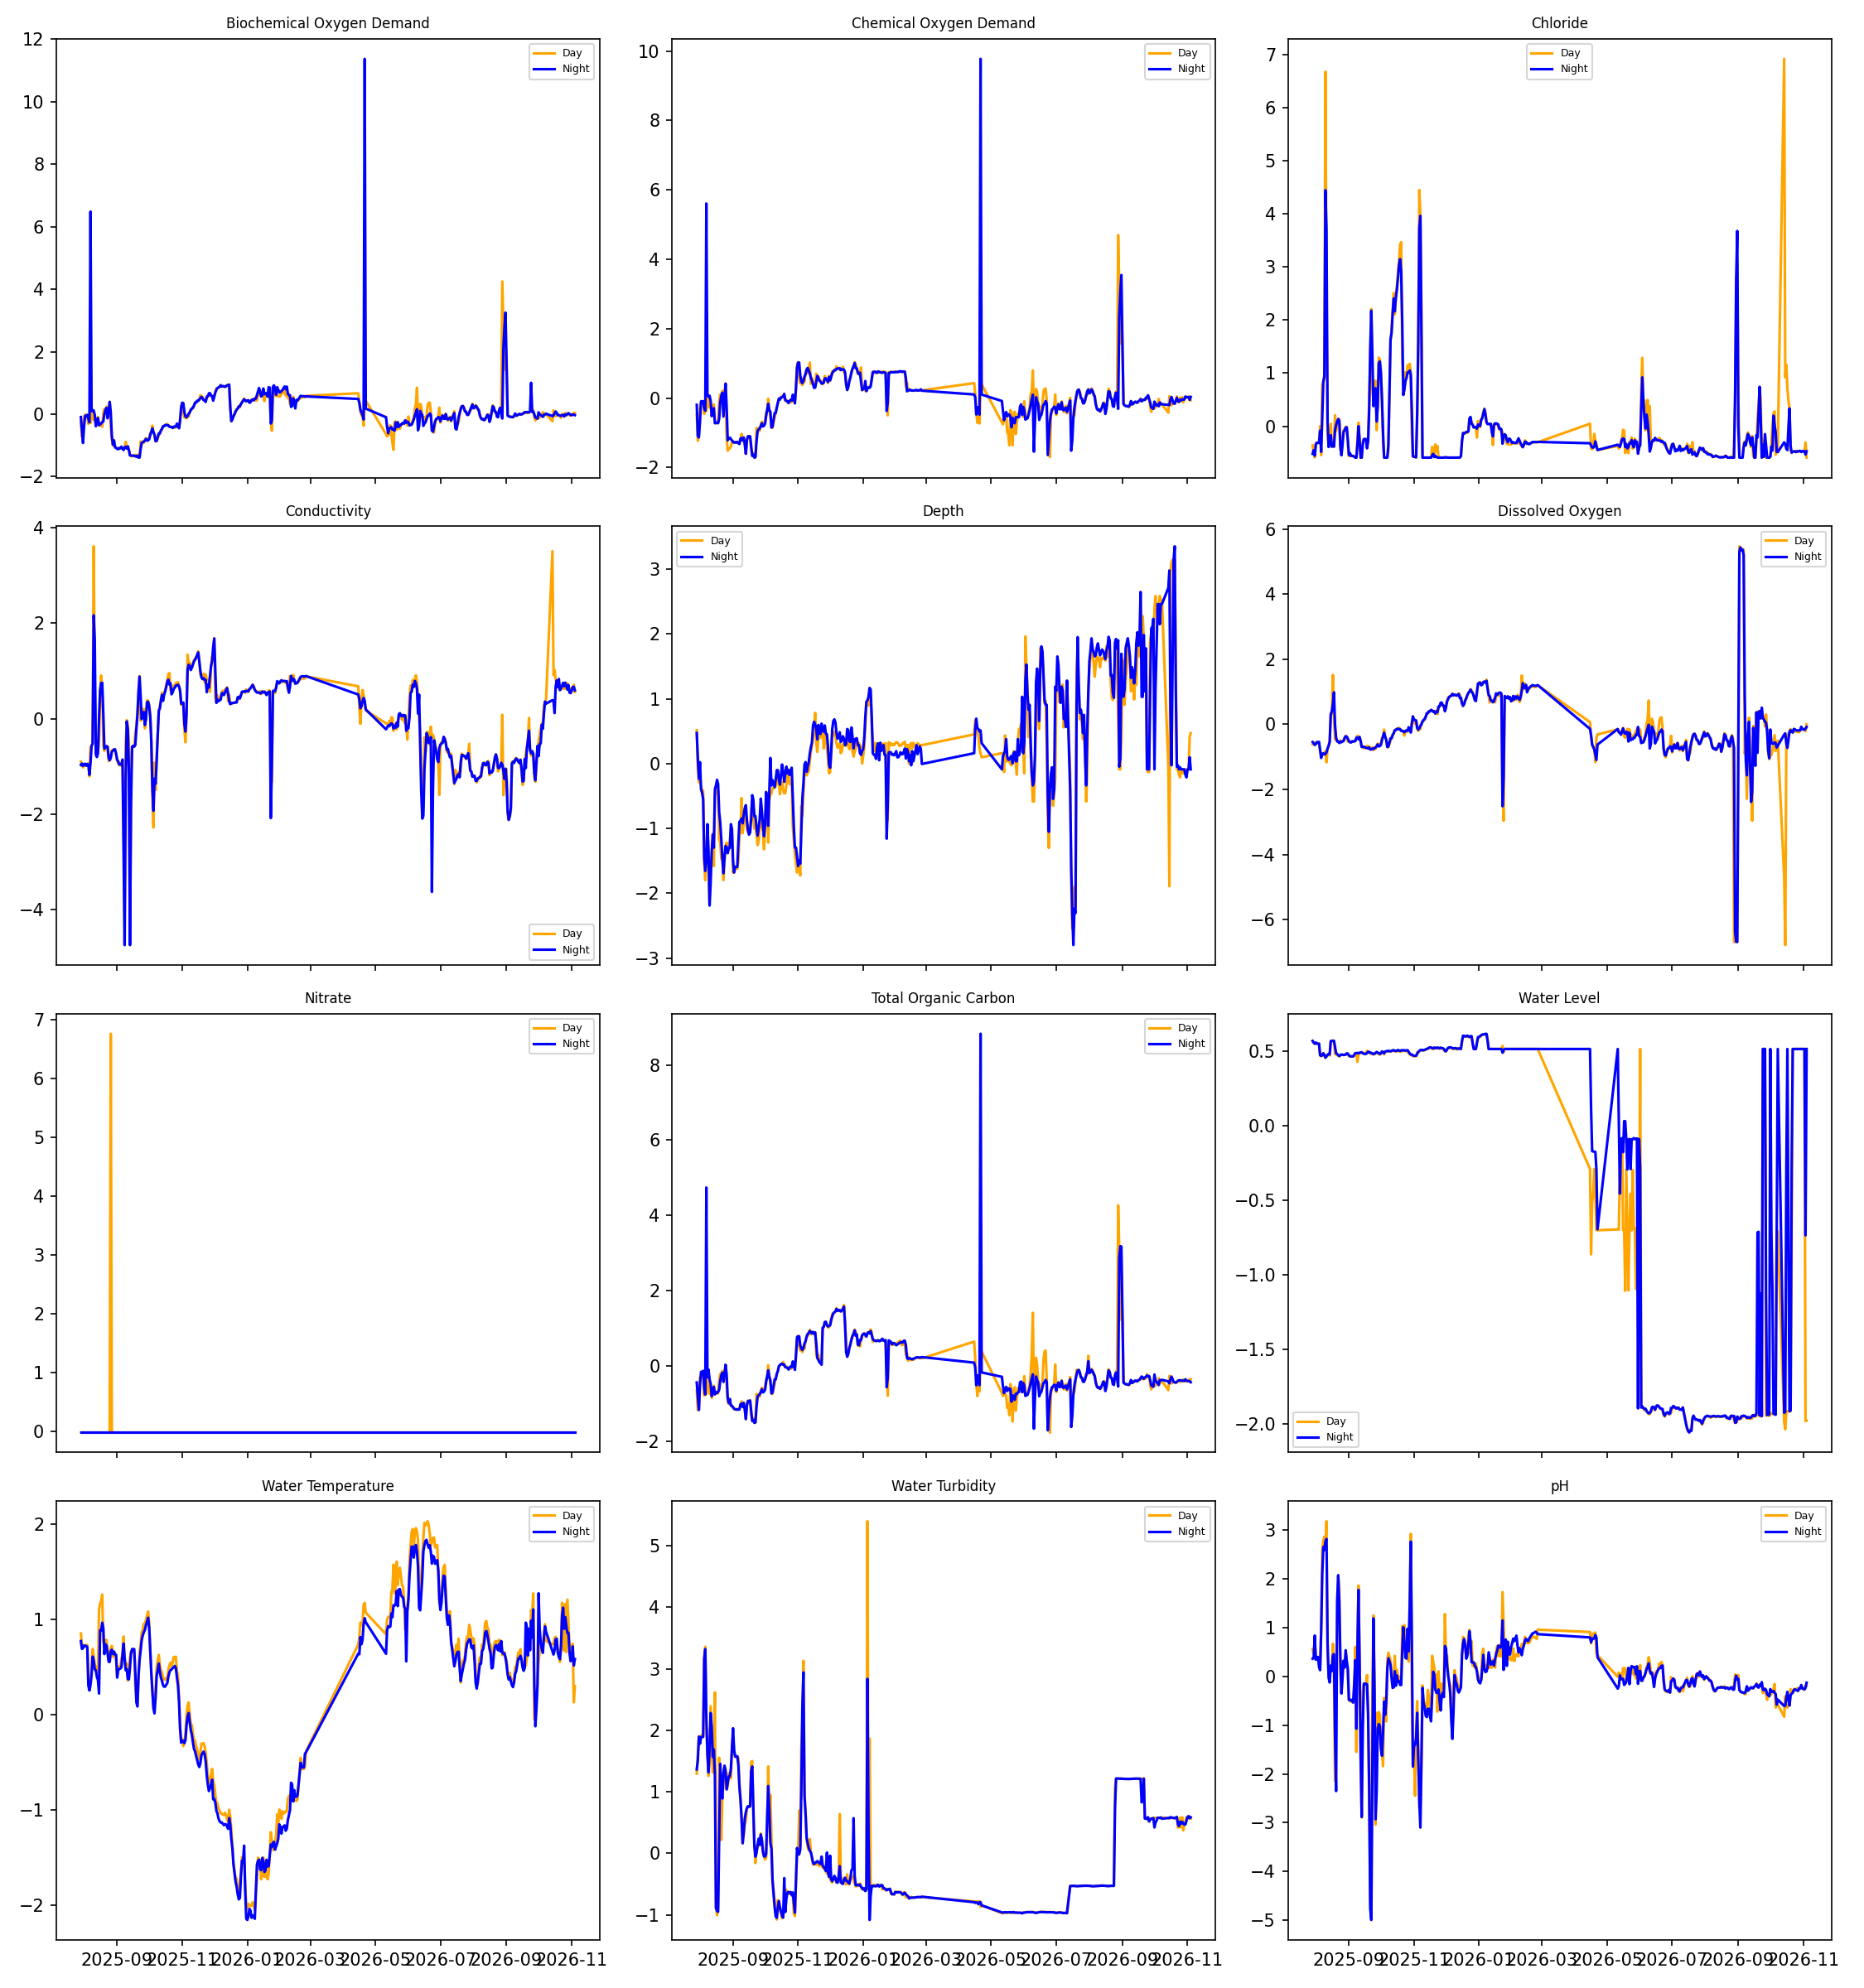 Biochemical Oxygen Demand
12
10
8
6
4
2
0
−2
Day
Night
Chemical Oxygen Demand
10
8
6
4
2
0
−2
Day
Night
Chloride
7
6
5
4
3
2
1
0
Day
Night
Conductivity
4
2
0
−2
−4
Day
Night
Depth
3
2
1
0
−1
−2
−3
Day
Night
Dissolved Oxygen
6
4
2
0
−2
−4
−6
Day
Night
Nitrate
7
6
5
4
3
2
1
0
Day
Night
Total Organic Carbon
8
6
4
2
0
−2
Day
Night
Water Level
0.5
0.0
−0.5
−1.0
−1.5
−2.0
Day
Night
Water Temperature
2
1
0
−1
−2
Day
Night
2025-09 2025-11 2026-01 2026-03 2026-05 2026-07 2026-09 2026-11
Water Turbidity
5
4
3
2
1
0
−1
Day
Night
2025-09 2025-11 2026-01 2026-03 2026-05 2026-07 2026-09 2026-11
pH
3
2
1
0
−1
−2
−3
−4
−5
Day
Night
2025-09 2025-11 2026-01 2026-03 2026-05 2026-07 2026-09 2026-11